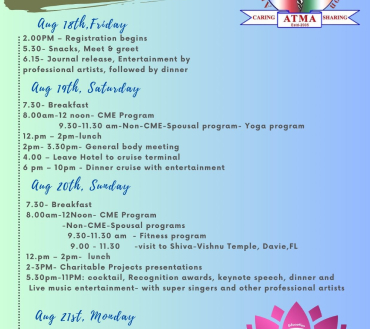 CARING ATMA SHARING
Aug 18th,Friday
2.00PM – Registration begins
5.30- Snacks, Meet & greet
6.15- Journal release, Entertainment by
professional artists, followed by dinner
Aug 19th, Saturday
7.30- Breakfast
8.00am-12 noon- CME Program
9.30-11.30 am-Non-CME-Spousal program- Yoga program
12.pm – 2pm-lunch
2pm- 3.30pm- General body meeting
4.00 – Leave Hotel to cruise terminal
6 pm – 10pm - Dinner cruise with entertainment
Aug 20th, Sunday
7.30- Breakfast
8.00am-12Noon- CME Program
-Non-CME-Spousal programs
9.30-11.30 am - Fitness program
9.00 - 11.30 -visit to Shiva-Vishnu Temple, Davie,FL
12.pm – 2pm- lunch
2-3PM- Charitable Projects presentations
5.30pm-11PM: cocktail, Recognition awards, keynote speech, dinner and
Live music entertainment- with super singers and other professional artists
Aug 21st, Monday